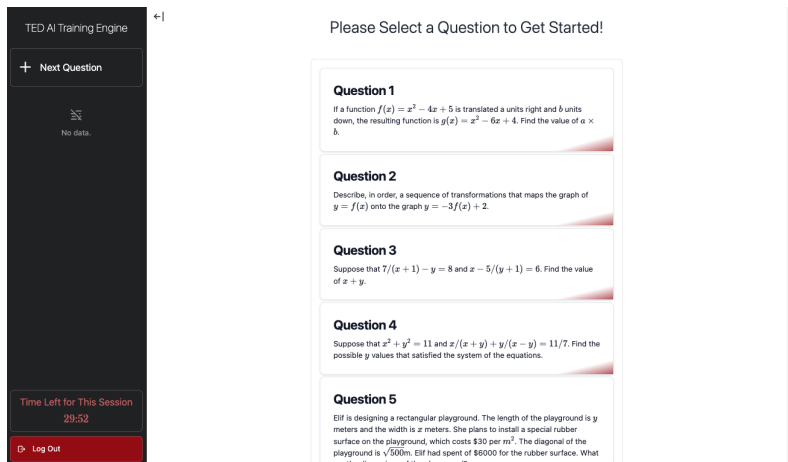 TED AI Training Engine
Next Question
No data.
Time Left for This Session
29:52
Log Out
Please Select a Question to Get Started!
Question 1
If a function f(x) = x² − 4x + 5 is translated a units right and b units
down, the resulting function is g(x) = x² − 6x + 4. Find the value of a ×
b.
Question 2
Describe, in order, a sequence of transformations that maps the graph of
y = f(x) onto the graph y = −3f(x) + 2.
Question 3
Suppose that 7/(x + 1) − y = 8 and x − 5/(y + 1) = 6. Find the value
of x + y.
Question 4
Suppose that x² + y² = 11 and x/(x + y) + y/(x − y) = 11/7. Find the
possible y values that satisfied the system of the equations.
Question 5
Elif is designing a rectangular playground. The length of the playground is y
meters and the width is x meters. She plans to install a special rubber
surface on the playground, which costs $30 per m². The diagonal of the
playground is √500m. Elif had spent of $6000 for the rubber surface. What